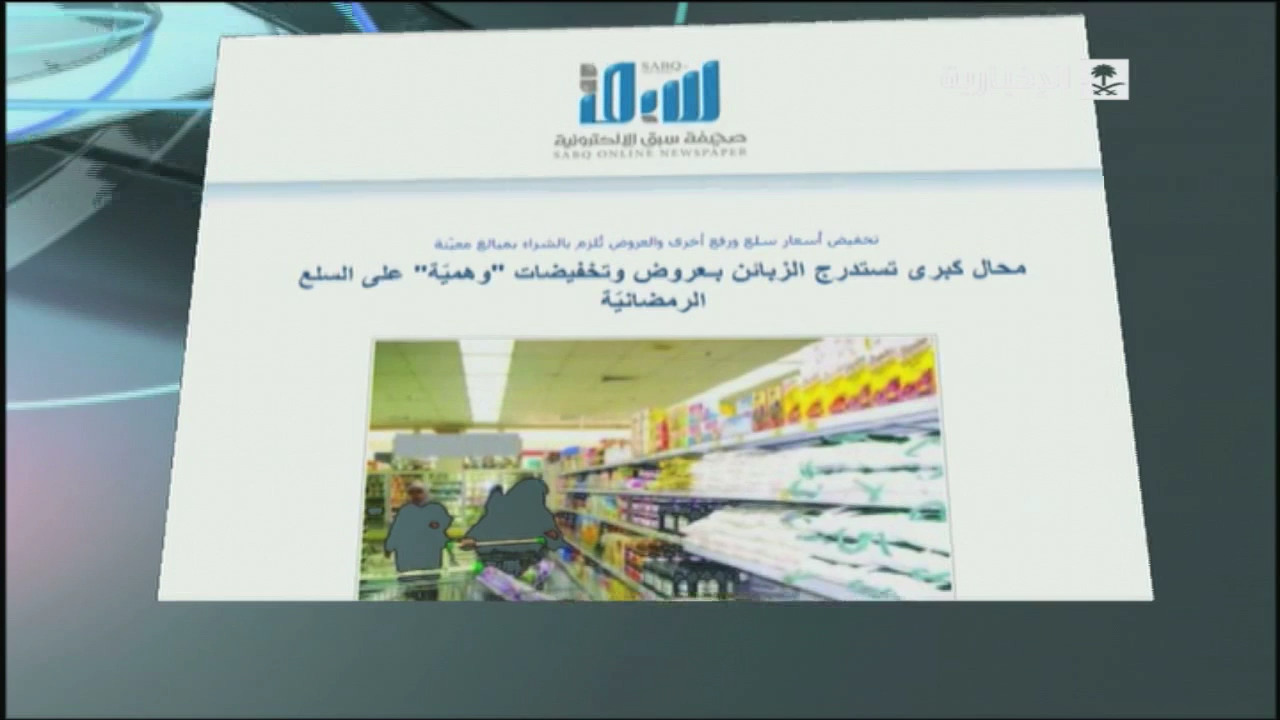 الإخبارية
سبق
SABQ
صحيفة سبق الإلكترونية
SABQ ONLINE NEWSPAPER
تخفيض أسعار سلع ورفع أخرى والعروض تُلزم بالشراء بمبالغ معيّنة
محال كبرى تستدرج الزبائن بعروض وتخفيضات "وهميّة" على السلع
الرمضانيّة